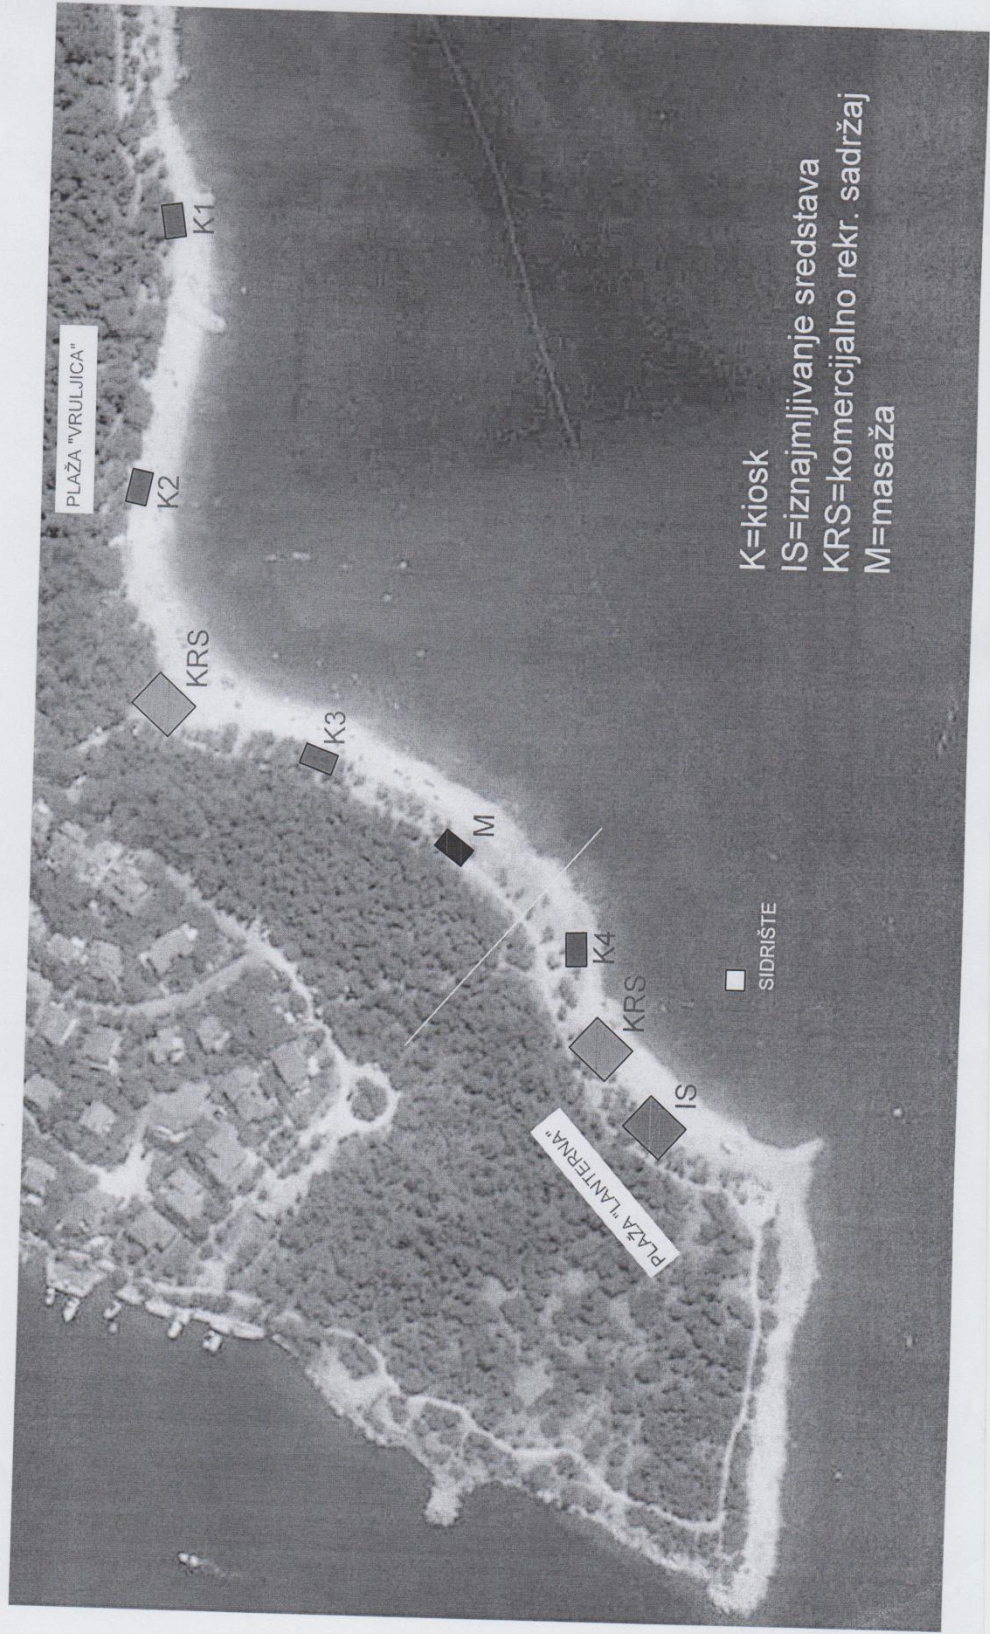 PLAŽA "VRULJICA"
K1
K2
KRS
K3
M
K4
KRS
IS
PLAŽA "LANTERNA"
SIDRIŠTE
K=kiosk
IS=iznajmljivanje sredstava
KRS=komercijalno rekr. sadržaj
M=masaža